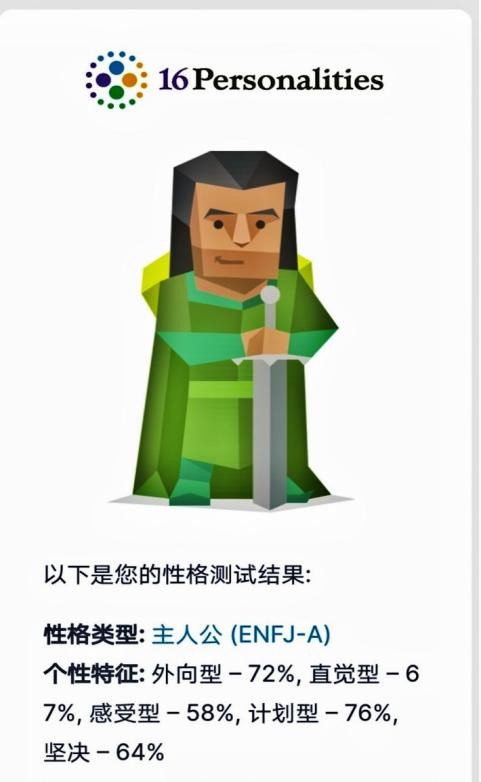 16Personalities
以下是您的性格测试结果:
性格类型: 主人公 (ENFJ-A)
个性特征: 外向型 – 72%, 直觉型 – 6
7%, 感受型 – 58%, 计划型 – 76%,
坚决 – 64%